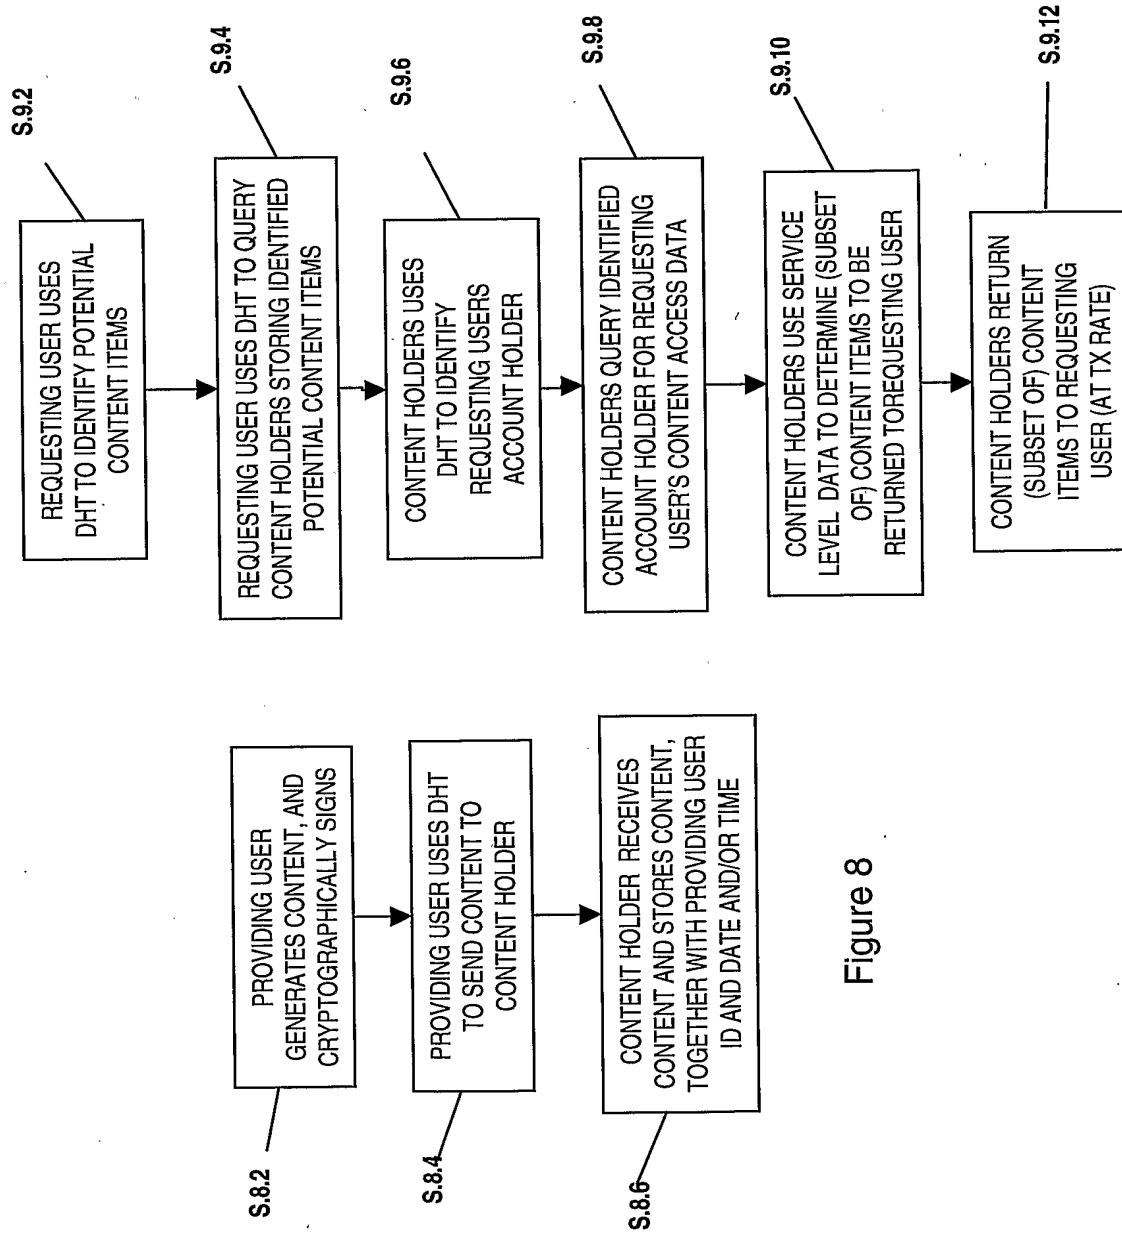 S.8.2
PROVIDING USER
GENERATES CONTENT, AND
CRYPTOGRAPHICALLY SIGNS
S.8.4
PROVIDING USER USES DHT
TO SEND CONTENT TO
CONTENT HOLDER
S.8.6
CONTENT HOLDER RECEIVES
CONTENT AND STORES CONTENT,
TOGETHER WITH PROVIDING USER
ID AND DATE AND/OR TIME
Figure 8
REQUESTING USER USES
DHT TO IDENTIFY POTENTIAL
CONTENT ITEMS
S.9.2
REQUESTING USER USES DHT TO QUERY
CONTENT HOLDERS STORING IDENTIFIED
POTENTIAL CONTENT ITEMS
S.9.4
CONTENT HOLDERS USES
DHT TO IDENTIFY
REQUESTING USERS
ACCOUNT HOLDER
S.9.6
CONTENT HOLDERS QUERY IDENTIFIED
ACCOUNT HOLDER FOR REQUESTING
USER'S CONTENT ACCESS DATA
S.9.8
CONTENT HOLDERS USE SERVICE
LEVEL DATA TO DETERMINE (SUBSET
OF) CONTENT ITEMS TO BE
RETURNED TOREQUESTING USER
S.9.10
CONTENT HOLDERS RETURN
(SUBSET OF) CONTENT
ITEMS TO REQUESTING
USER (AT TX RATE)
S.9.12